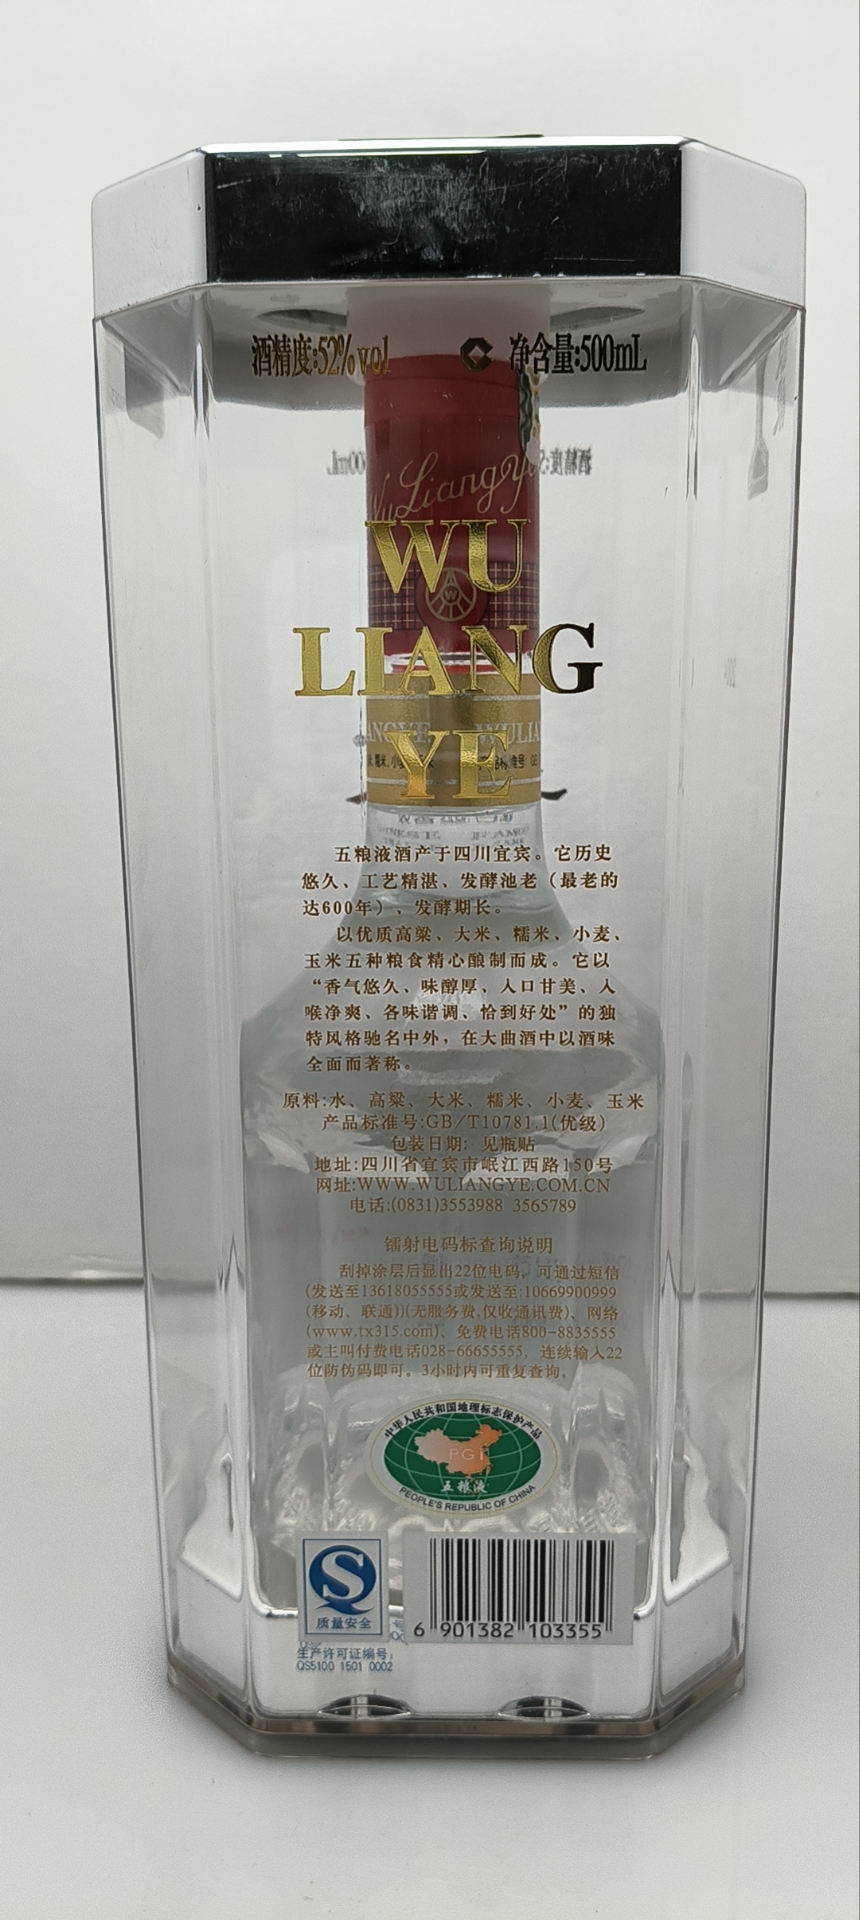 酒精度:52%vol 净含量:500mL
WuLiangYe
WU
LIANG
YE
五粮液酒产于四川宜宾。它历史
悠久、工艺精湛、发酵池老（最老的
达600年）、发酵期长。
以优质高粱、大米、糯米、小麦、
玉米五种粮食精心酿制而成。它以
“香气悠久、味醇厚、入口甘美、入
喉净爽、各味谐调、恰到好处”的独
特风格驰名中外，在大曲酒中以酒味
全面而著称。
原料:水、高粱、大米、糯米、小麦、玉米
产品标准号:GB/T10781.1(优级)
包装日期: 见瓶贴
地址:四川省宜宾市岷江西路150号
网址:WWW.WULIANGYE.COM.CN
电话:(0831)3553988 3565789
镭射电码标查询说明
刮掉涂层后显出22位电码，可通过短信
(发送至13618055555或发送至:10669900999
(移动、联通))(无服务费,仅收通讯费)、网络
(www.tx315.com)、免费电话800-8835555
或主叫付费电话028-66655555，连续输入22
位防伪码即可。3小时内可重复查询。
中华人民共和国地理标志保护产品
PGI
五粮液
PEOPLE'S REPUBLIC OF CHINA
质量安全
生产许可证编号:
QS5100 1501 0002
6 901382 103355